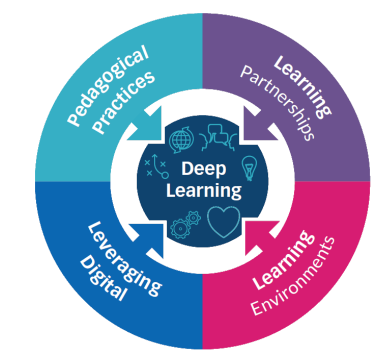 Pedagogical
Practices
Learning
Partnerships
Deep
Learning
Leveraging
Digital
Learning
Environments